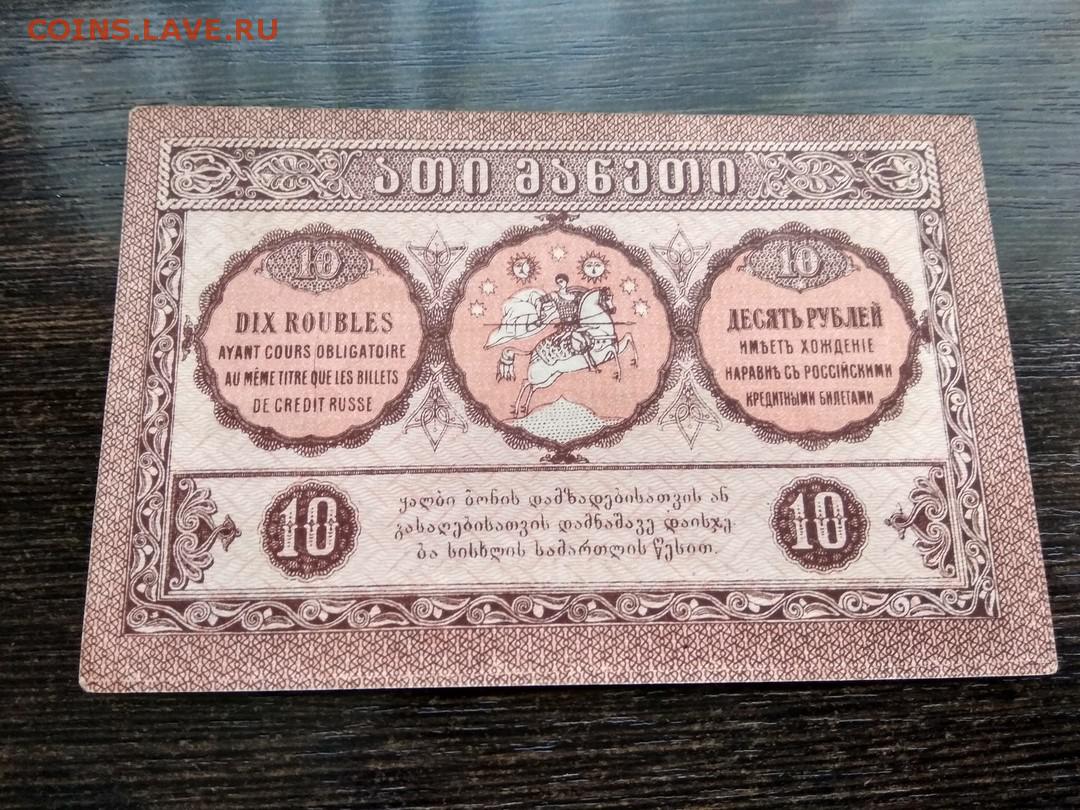 COINS.LAVE.RU
ათი მანეთი
10
DIX ROUBLES
AYANT COURS OBLIGATOIRE
AU MÊME TITRE QUE LES BILLETS
DE CREDIT RUSSE
10
ДЕСЯТЬ РУБЛЕЙ
ИМѢЕТЪ ХОЖДЕНІЕ
НАРАВНѢ СЪ РОССІЙСКИМИ
КРЕДИТНЫМИ БИЛЕТАМИ
10
ყალბი ბონის დამზადებისათვის ან
გასაღებისათვის დამნაშავე დაისჯე
ბა სისხლის სამართლის წესით.
10